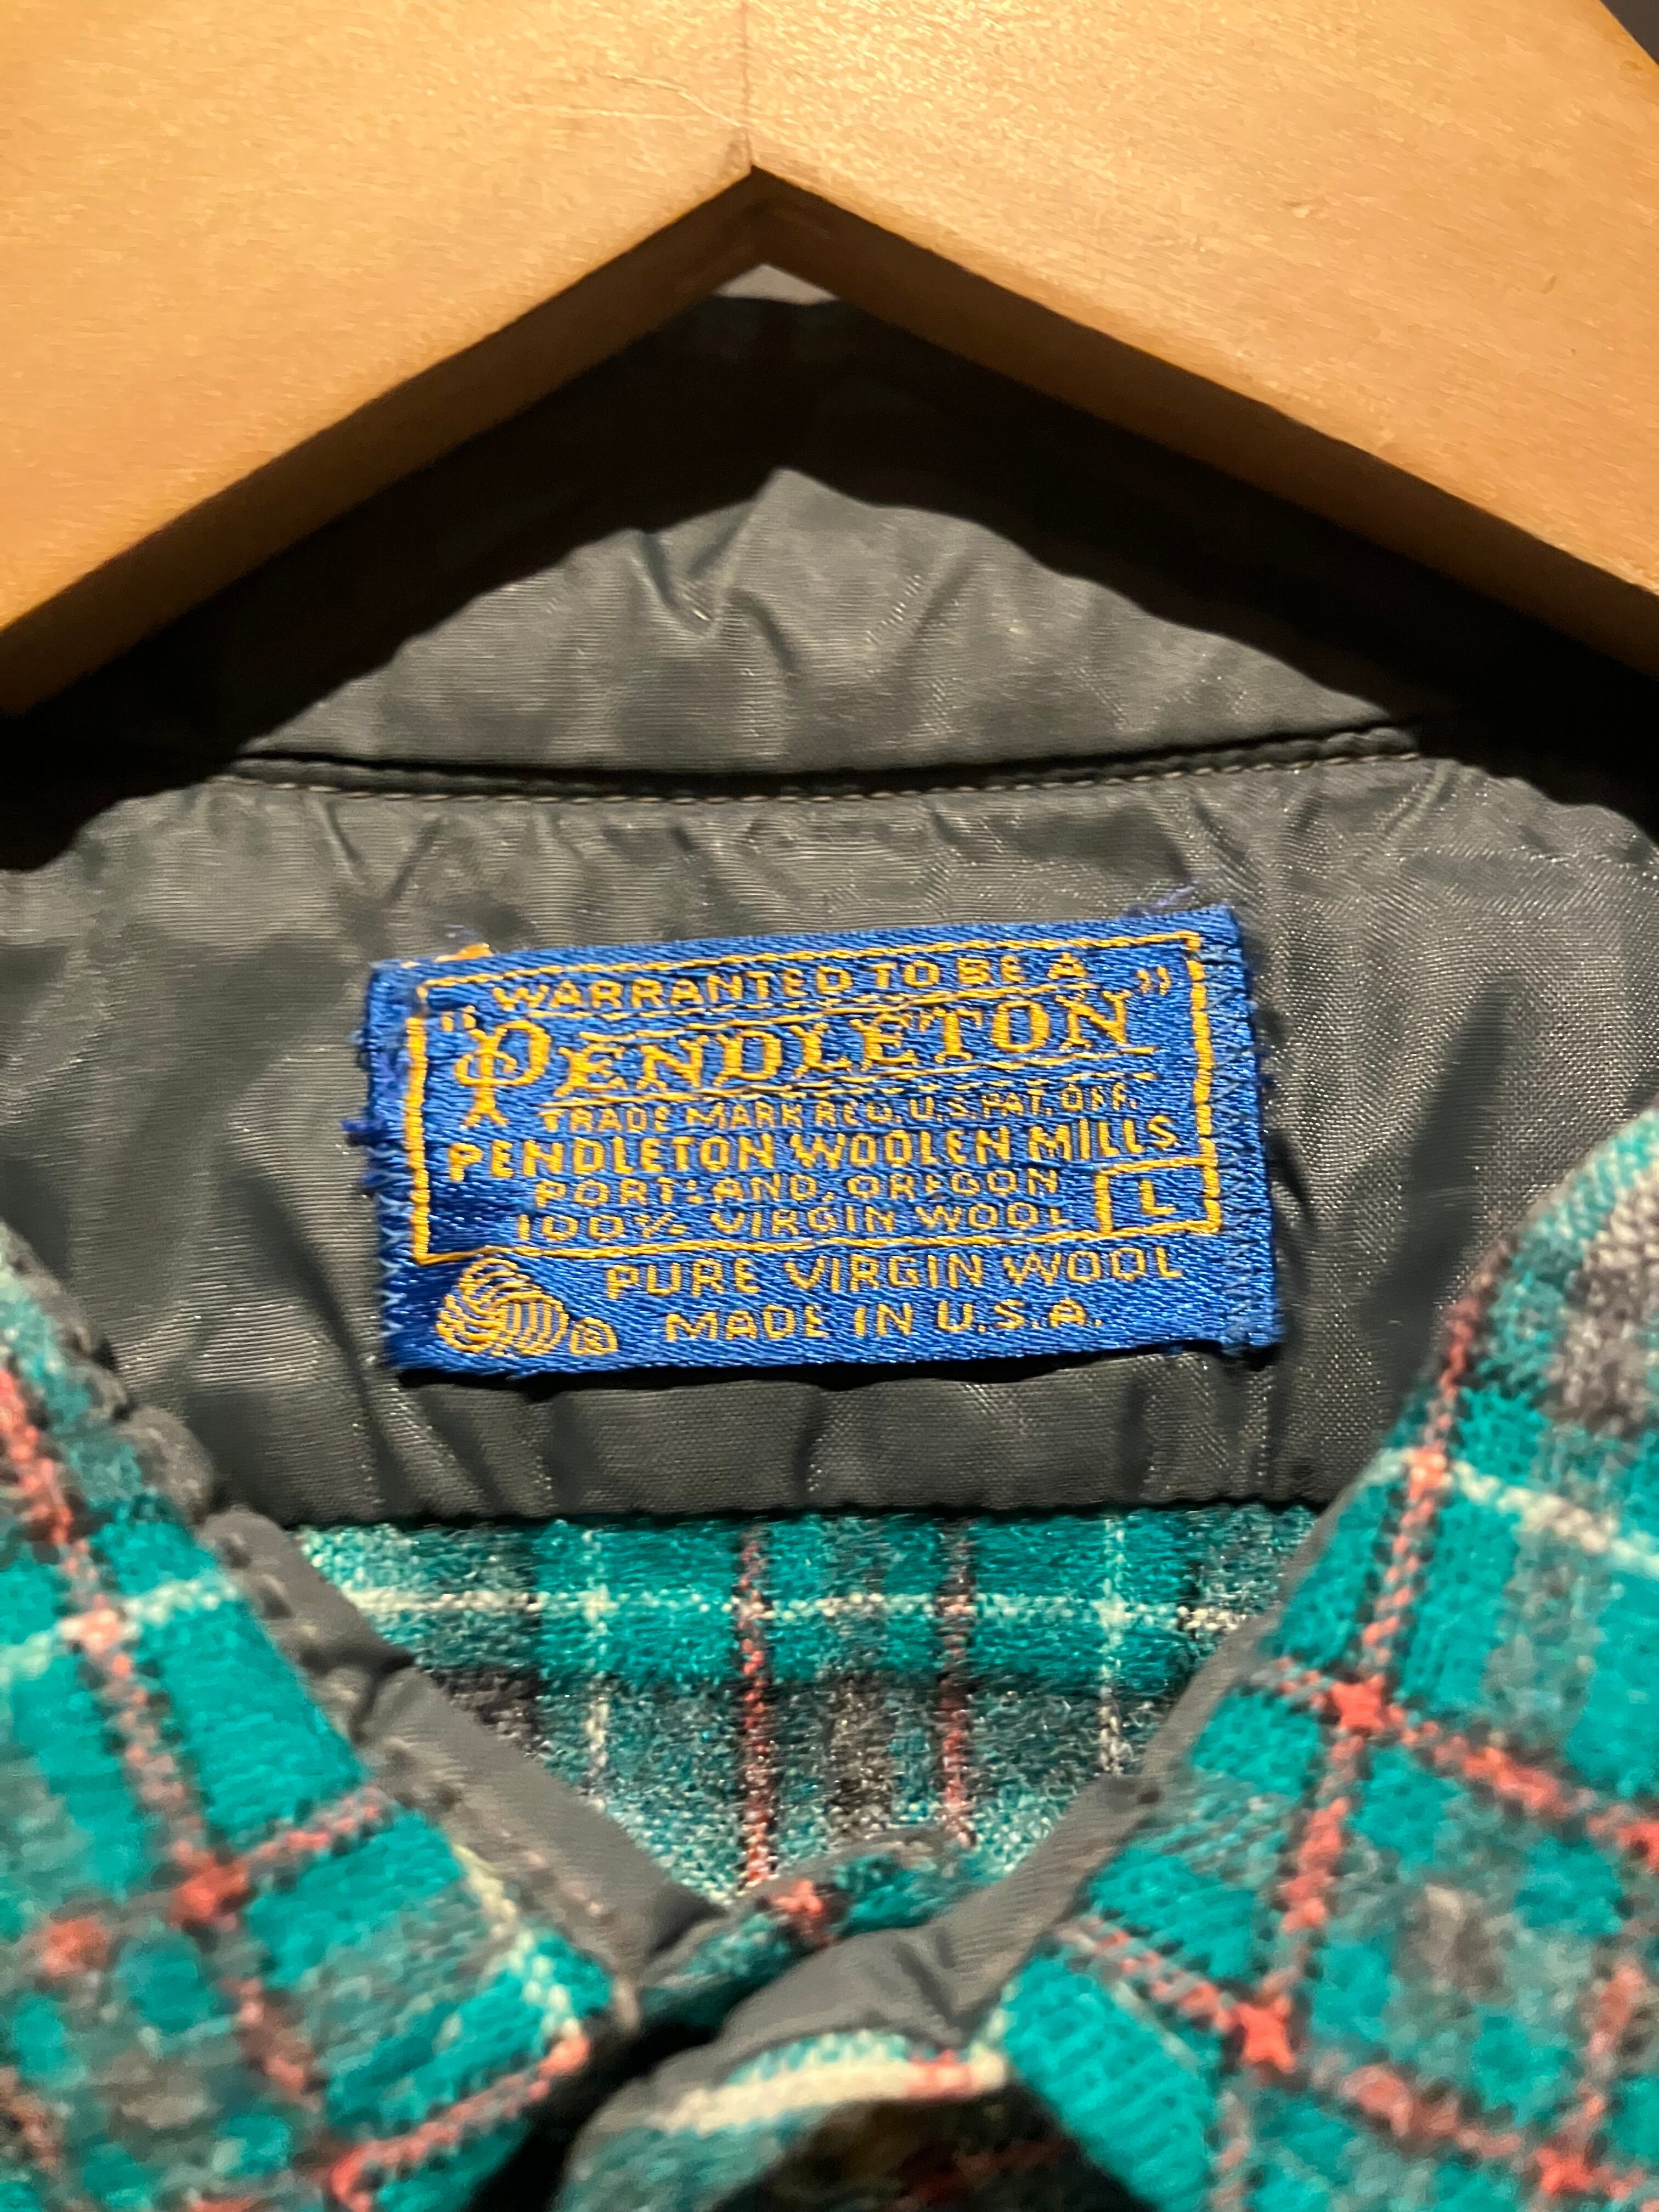 WARRANTED TO BE A
"PENDLETON"
TRADE MARK REG. U.S. PAT. OFF.
PENDLETON WOOLEN MILLS
PORTLAND, OREGON
100% VIRGIN WOOL L
PURE VIRGIN WOOL
® MADE IN U.S.A.